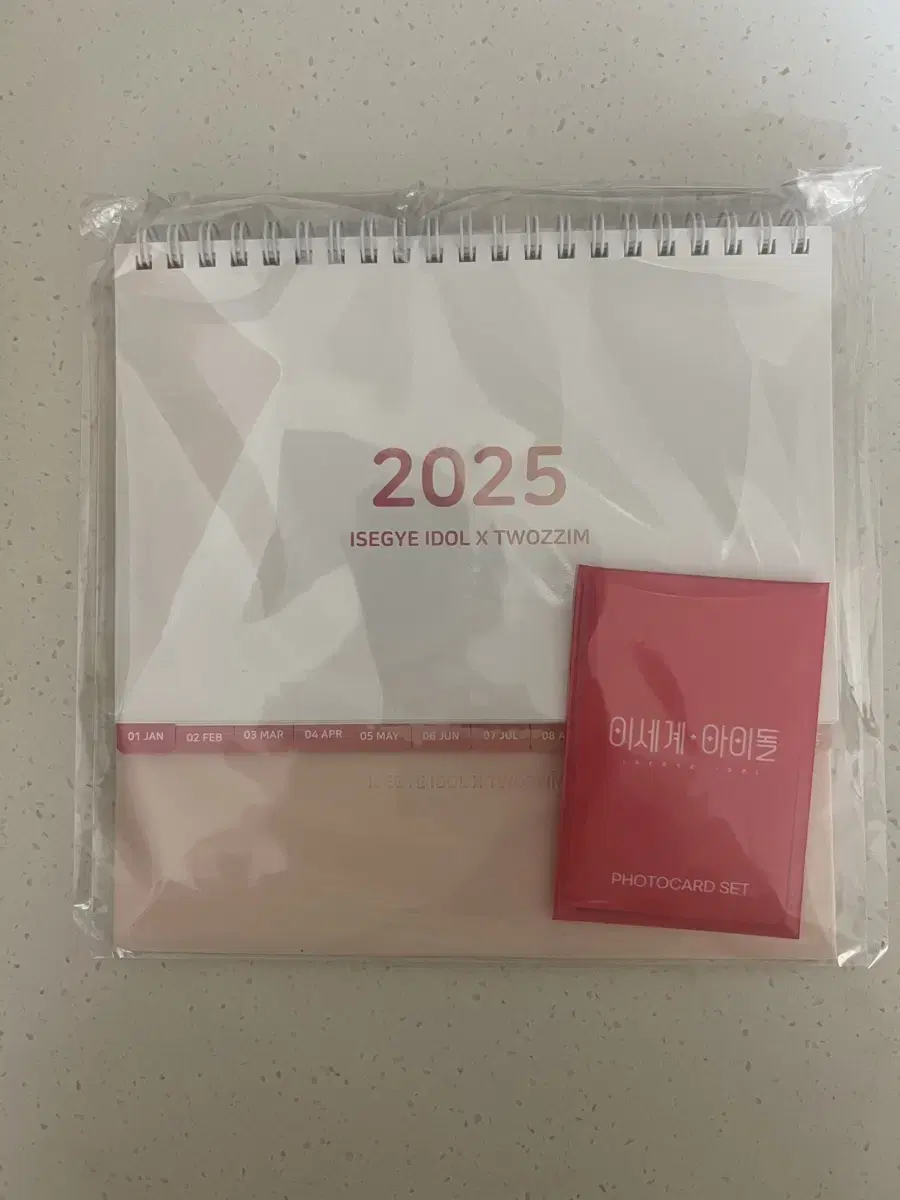 2025
ISEGYE IDOL X TWOZZIM
01 JAN
02 FEB
03 MAR
04 APR
05 MAY
06 JUN
07 JUL
08 A
이세계·아이돌
PHOTOCARD SET